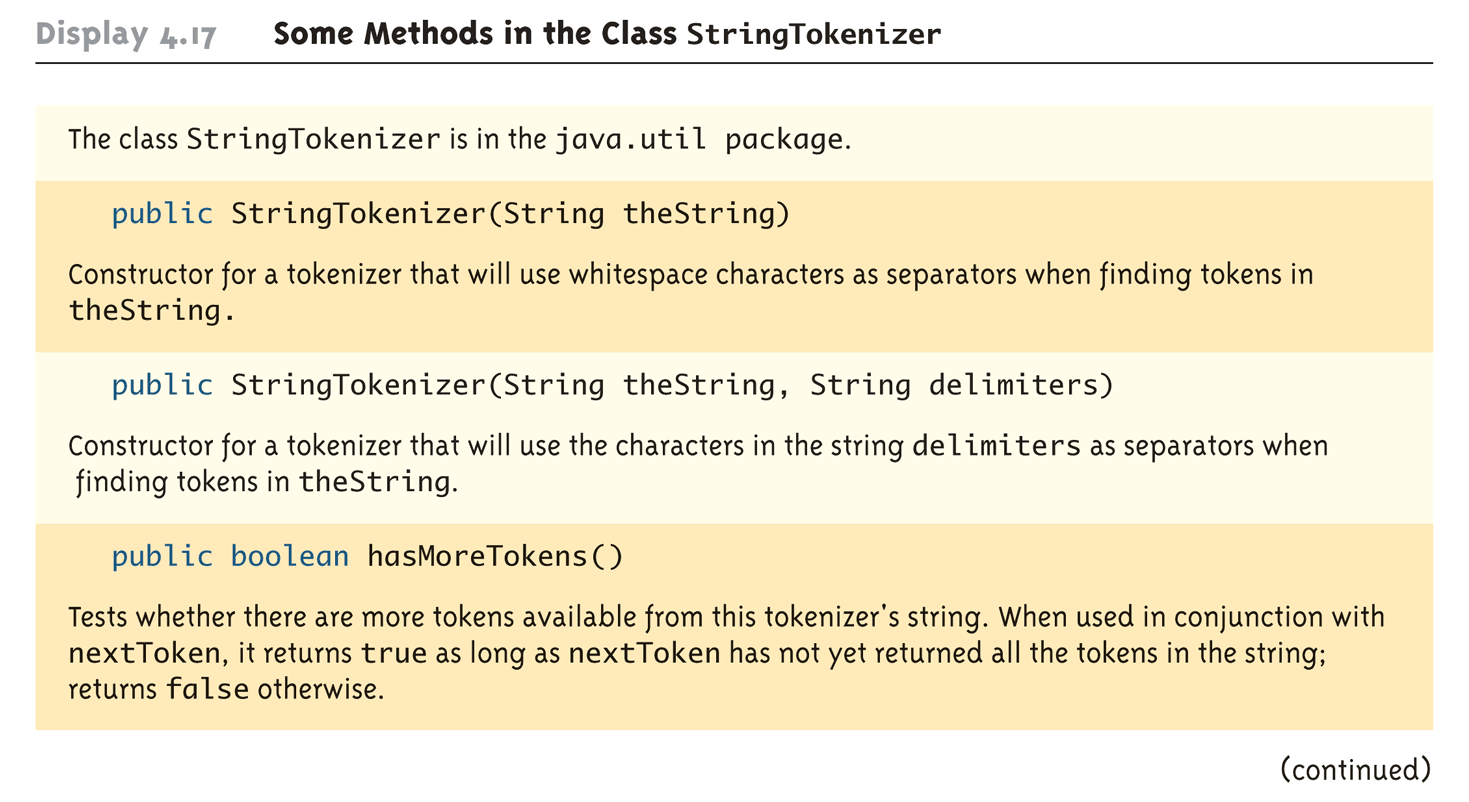 Display 4.17 Some Methods in the Class StringTokenizer
The class StringTokenizer is in the java.util package.
public StringTokenizer(String theString)
Constructor for a tokenizer that will use whitespace characters as separators when finding tokens in
theString.
public StringTokenizer(String theString, String delimiters)
Constructor for a tokenizer that will use the characters in the string delimiters as separators when
finding tokens in theString.
public boolean hasMoreTokens()
Tests whether there are more tokens available from this tokenizer's string. When used in conjunction with
nextToken, it returns true as long as nextToken has not yet returned all the tokens in the string;
returns false otherwise.
(continued)